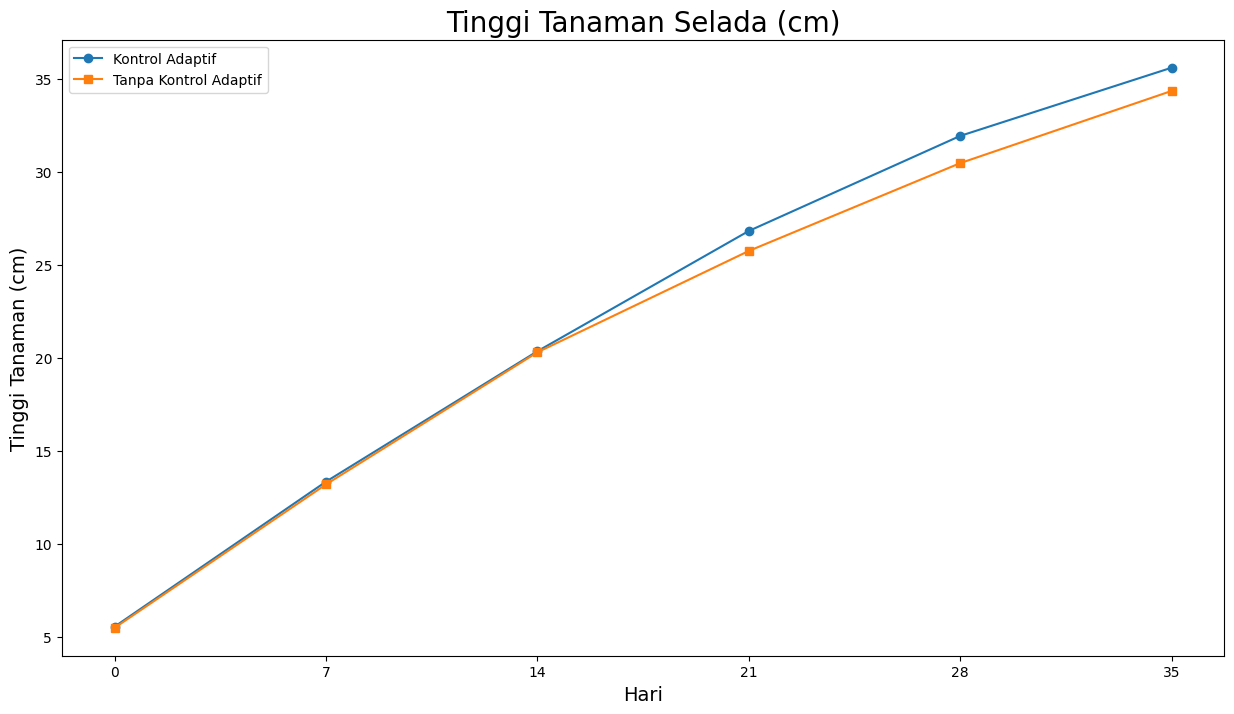 Tinggi Tanaman Selada (cm)
Kontrol Adaptif
Tanpa Kontrol Adaptif
Tinggi Tanaman (cm)
35
30
25
20
15
10
5
0 7 14 21 28 35
Hari